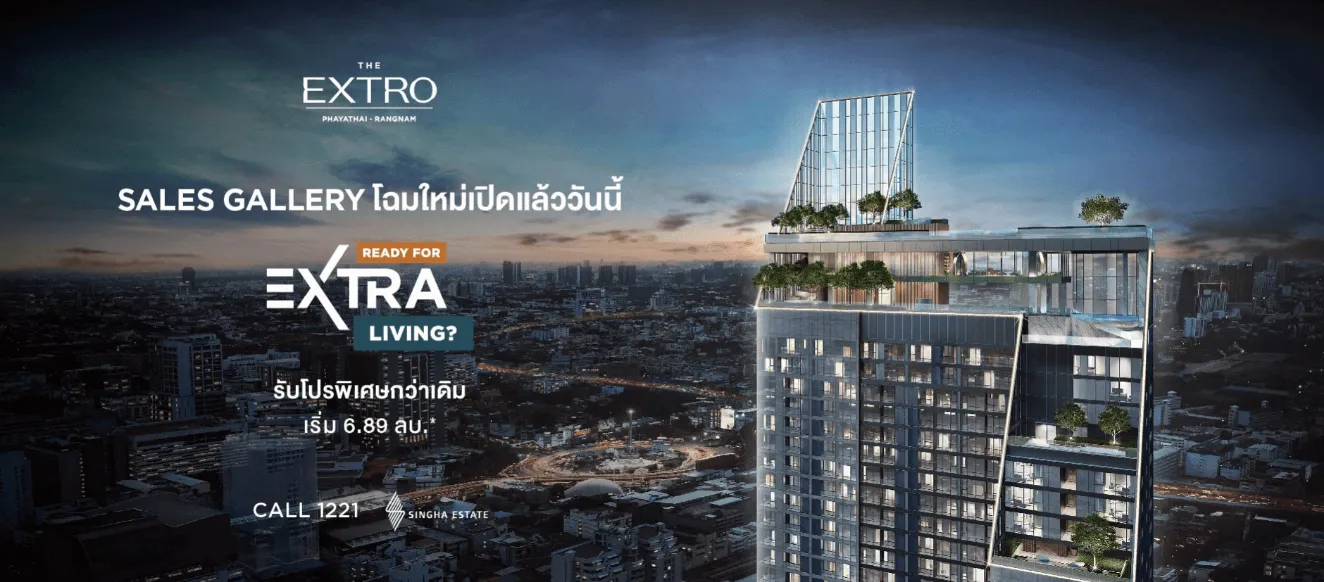 THE
EXTRO
PHAYATHAI - RANGNAM
SALES GALLERY โฉมใหม่เปิดแล้ววันนี้
READY FOR
EXTRA
LIVING?
รับโปรพิเศษกว่าเดิม
เริ่ม 6.89 ลบ.*
CALL 1221
SINGHA ESTATE